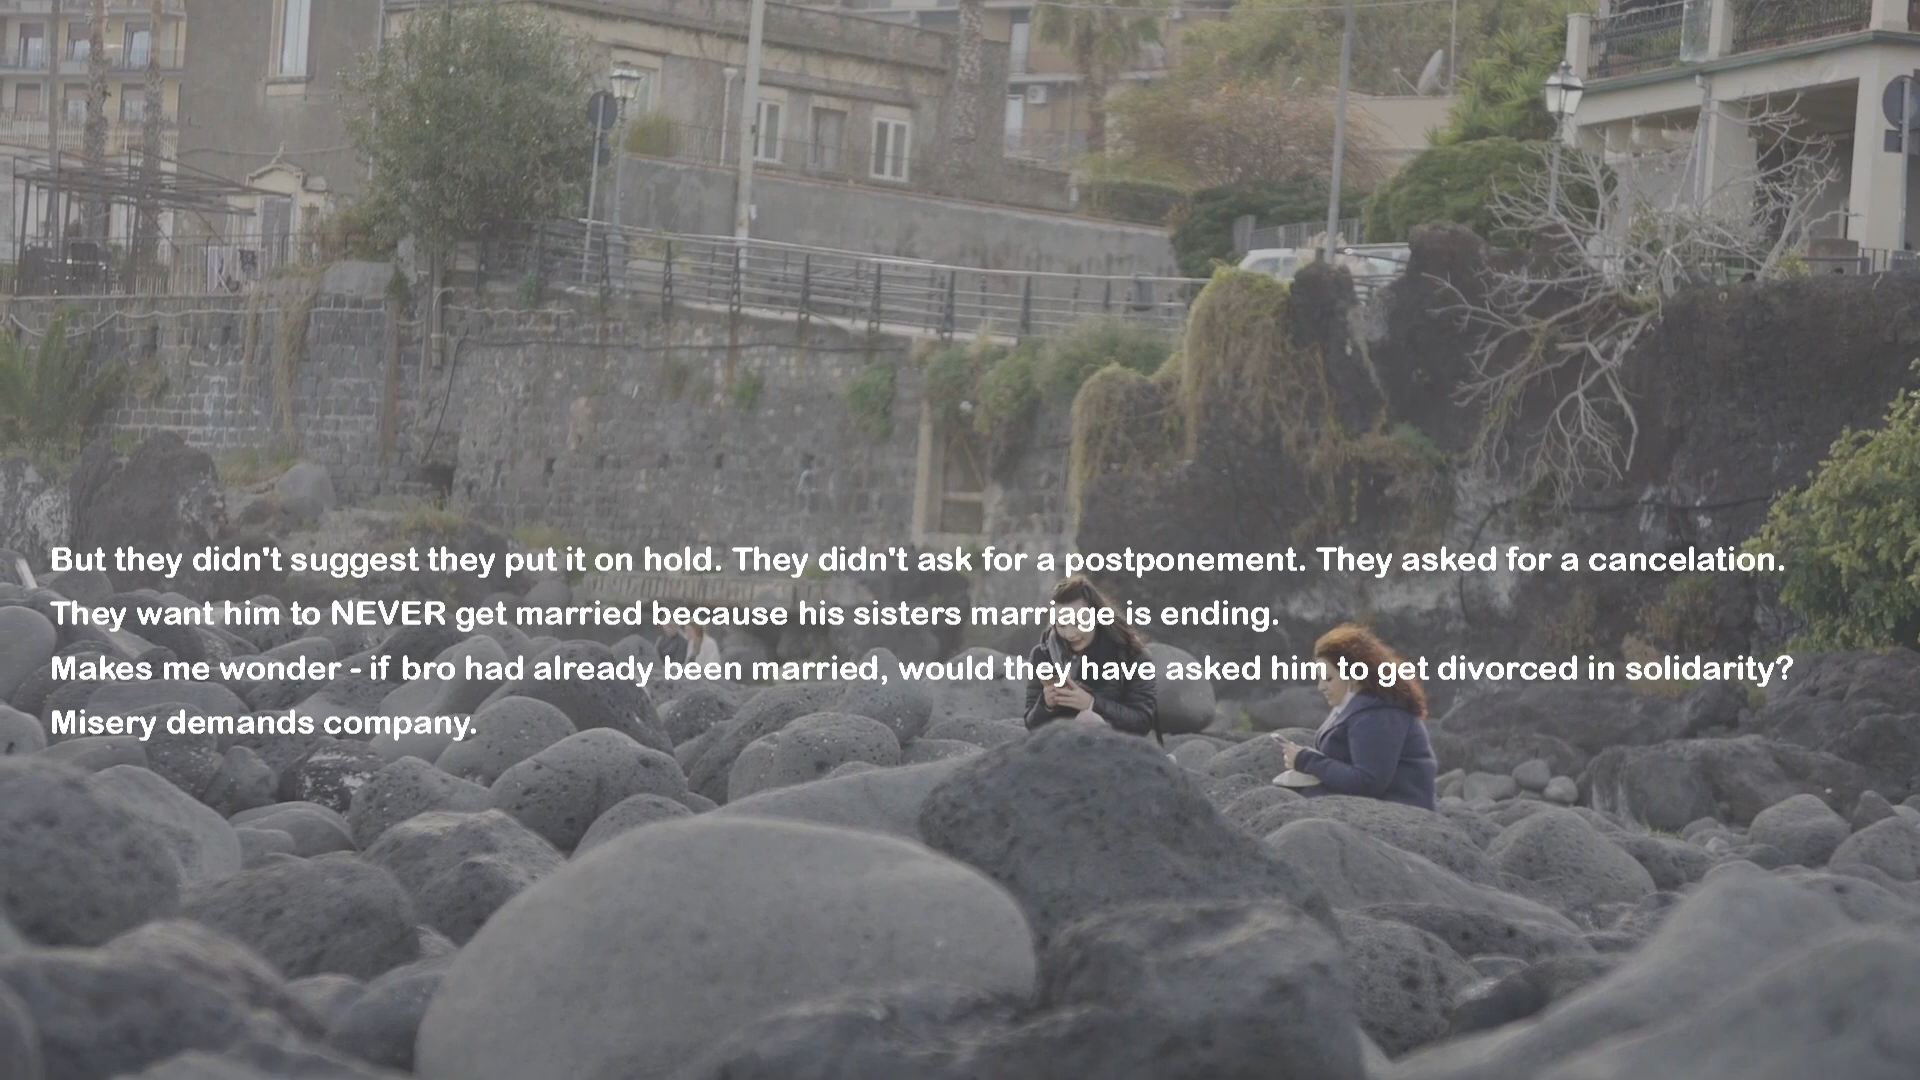 But they didn't suggest they put it on hold. They didn't ask for a postponement. They asked for a cancelation.
They want him to NEVER get married because his sisters marriage is ending.
Makes me wonder - if bro had already been married, would they have asked him to get divorced in solidarity?
Misery demands company.